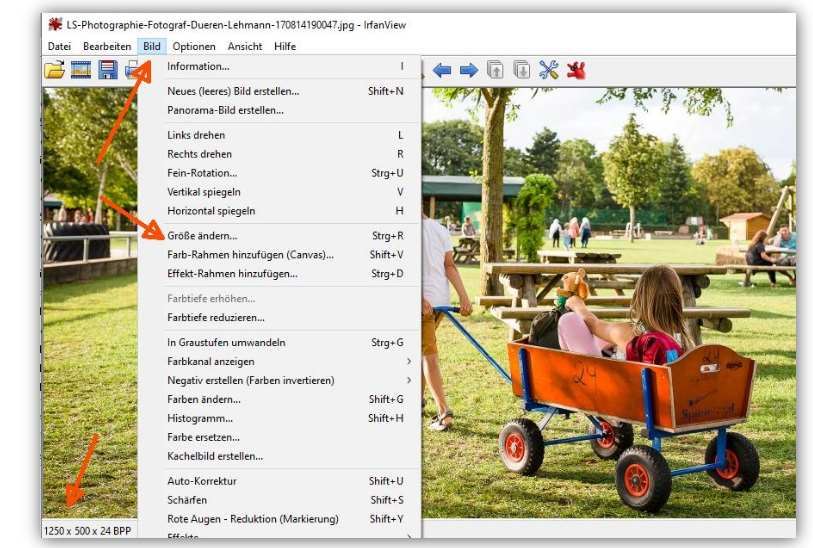 LS-Photographie-Fotograf-Dueren-Lehmann-170814190047.jpg - IrfanView
Datei Bearbeiten Bild Optionen Ansicht Hilfe
Information... I
Neues (leeres) Bild erstellen... Shift+N
Panorama-Bild erstellen...
Links drehen L
Rechts drehen R
Fein-Rotation... Strg+U
Vertikal spiegeln V
Horizontal spiegeln H
Größe ändern... Strg+R
Farb-Rahmen hinzufügen (Canvas)... Shift+V
Effekt-Rahmen hinzufügen... Strg+D
Farbtiefe erhöhen...
Farbtiefe reduzieren...
In Graustufen umwandeln Strg+G
Farbkanal anzeigen >
Negativ erstellen (Farben invertieren) >
Farben ändern... Shift+G
Histogramm... Shift+H
Farbe ersetzen...
Kachelbild erstellen...
Auto-Korrektur Shift+U
Schärfen Shift+S
Rote Augen - Reduktion (Markierung) Shift+Y
Effekte
24
24
1250 x 500 x 24 BPP